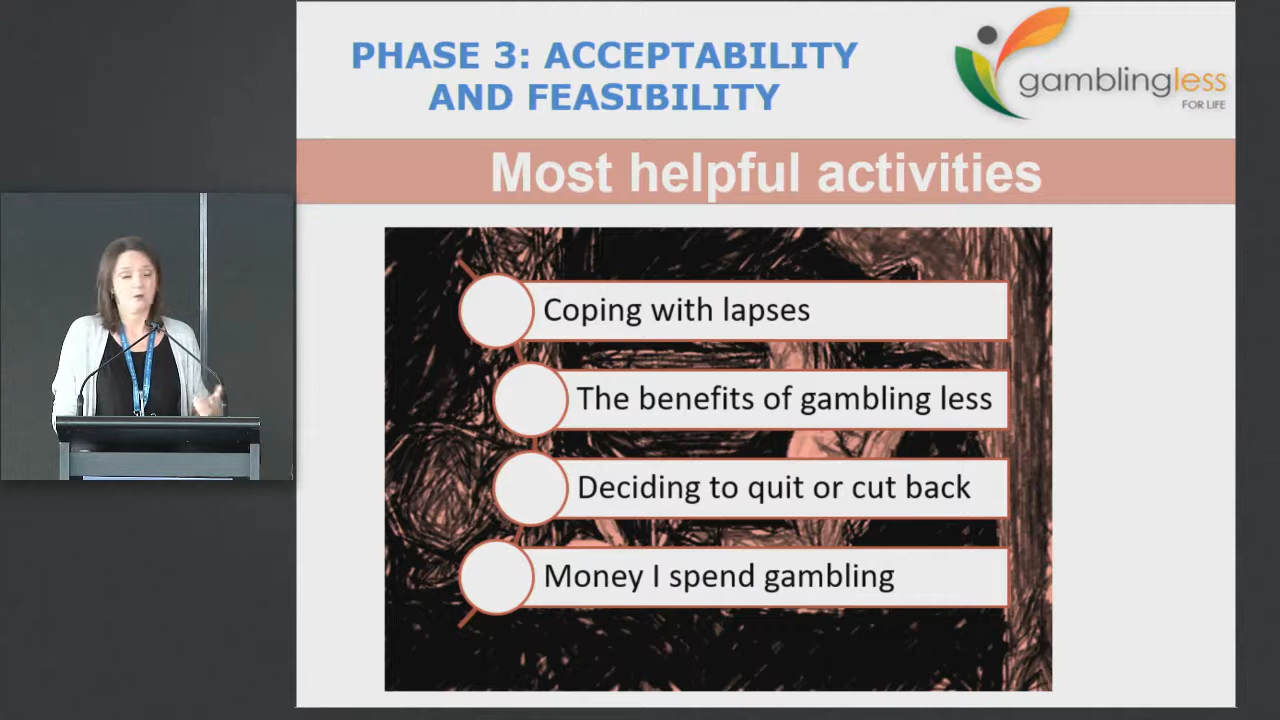 PHASE 3: ACCEPTABILITY
AND FEASIBILITY
gamblingless
FOR LIFE
Most helpful activities
Coping with lapses
The benefits of gambling less
Deciding to quit or cut back
Money I spend gambling